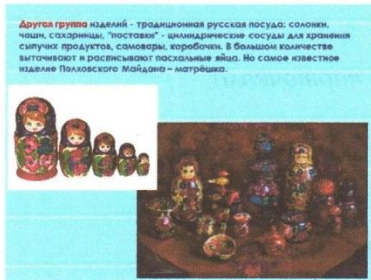 Другая группа изделий - традиционная русская посуда: солонки,
чаши, сахарницы, "поставки" - цилиндрические сосуды для хранения
сыпучих продуктов, самовары, коробочки. В большом количестве
вытачивают и расписывают пасхальные яйца. Но самое известное
изделие Полховского Майдана – матрёшка.